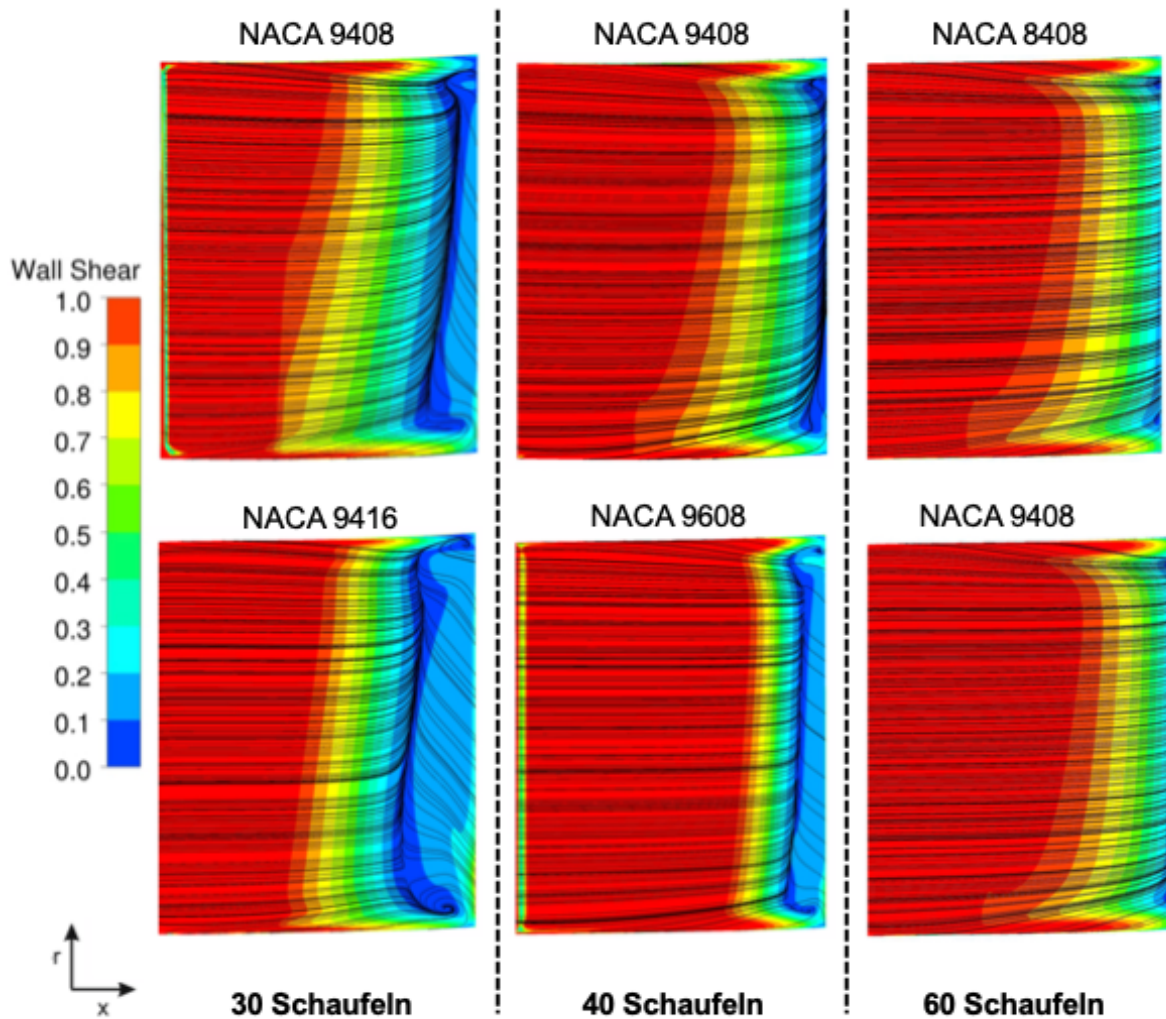 NACA 9408
NACA 9408
NACA 8408
Wall Shear
1.0
0.9
0.8
0.7
0.6
0.5
0.4
0.3
0.2
0.1
0.0
NACA 9416
NACA 9608
NACA 9408
r
x
30 Schaufeln
40 Schaufeln
60 Schaufeln